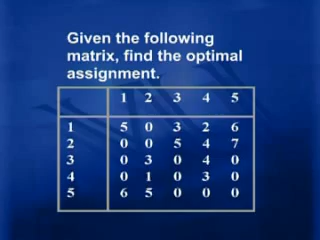 Given the following
matrix, find the optimal
assignment.
1 2 3 4 5
1 5 0 3 2 6
2 0 0 5 4 7
3 0 3 0 4 0
4 0 1 0 3 0
5 6 5 0 0 0